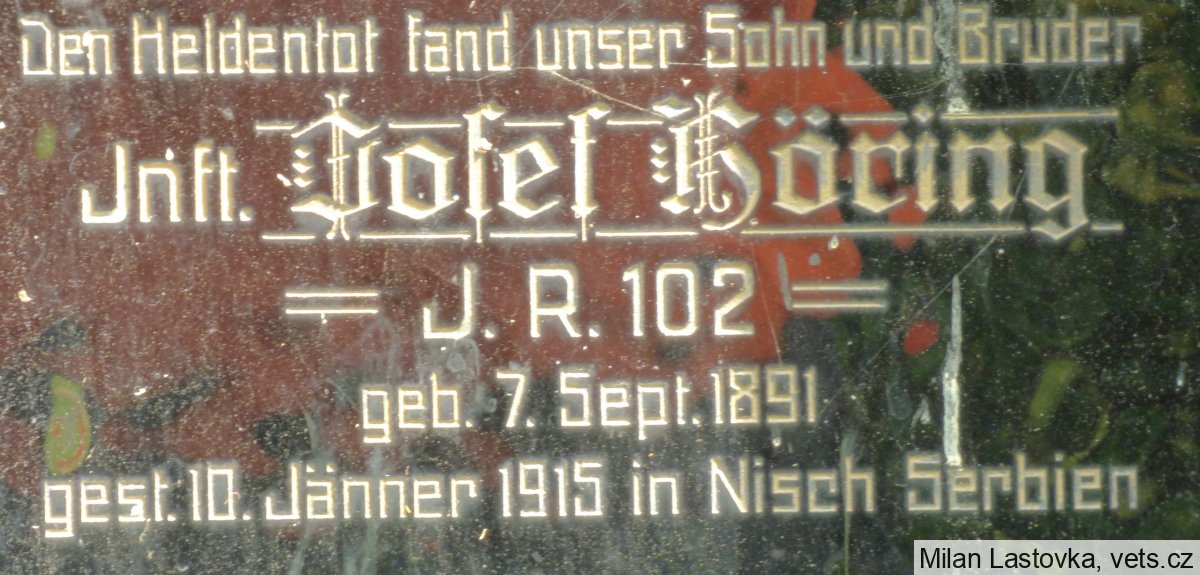 Den Heldentot fand unser Sohn und Bruder
Jnft. Josef Höring
= J. R. 102 =
geb. 7. Sept. 1891
gest. 10. Jänner 1915 in Nisch Serbien
Milan Lastovka, vets.cz